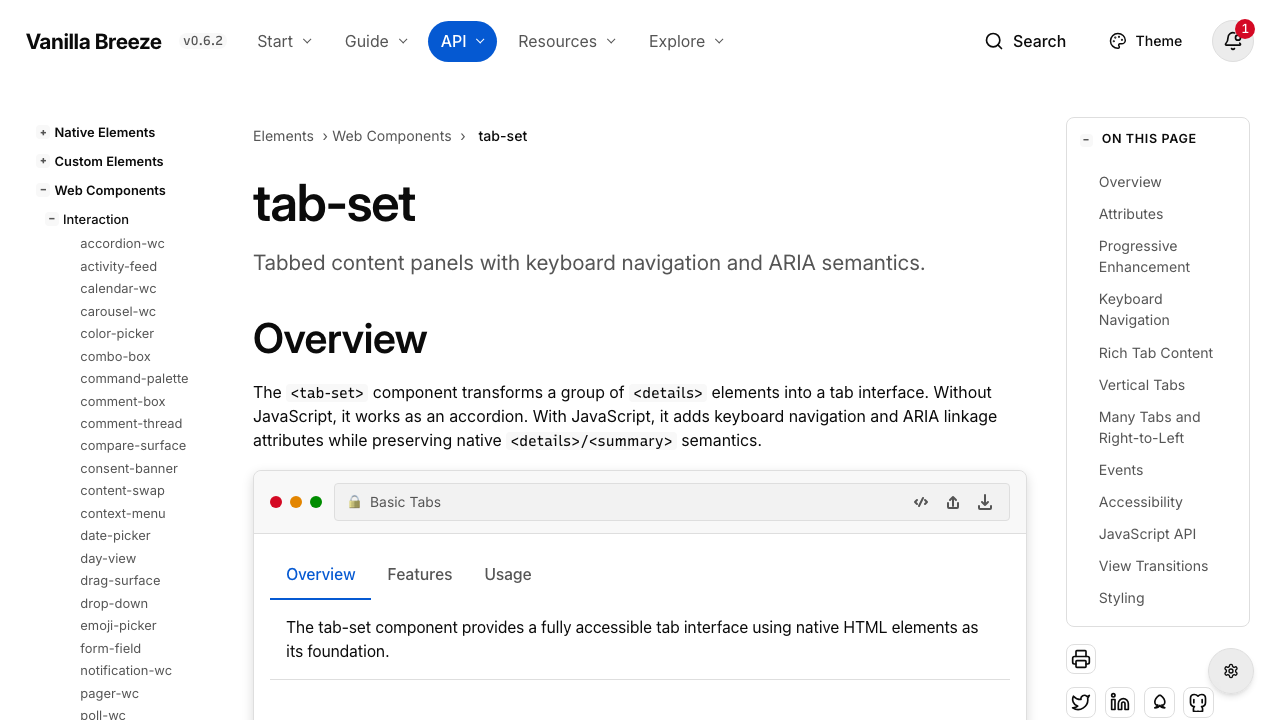 Vanilla Breeze v0.6.2 Start Guide API Resources Explore Search Theme 1
Native Elements
Custom Elements
Web Components
Interaction
accordion-wc
activity-feed
calendar-wc
carousel-wc
color-picker
combo-box
command-palette
comment-box
comment-thread
compare-surface
consent-banner
content-swap
context-menu
date-picker
day-view
drag-surface
drop-down
emoji-picker
form-field
notification-wc
pager-wc
poll-wc
Elements › Web Components › tab-set
tab-set
Tabbed content panels with keyboard navigation and ARIA semantics.
Overview
The <tab-set> component transforms a group of <details> elements into a tab interface. Without
JavaScript, it works as an accordion. With JavaScript, it adds keyboard navigation and ARIA linkage
attributes while preserving native <details>/<summary> semantics.
Basic Tabs
Overview Features Usage
The tab-set component provides a fully accessible tab interface using native HTML elements as
its foundation.
ON THIS PAGE
Overview
Attributes
Progressive
Enhancement
Keyboard
Navigation
Rich Tab Content
Vertical Tabs
Many Tabs and
Right-to-Left
Events
Accessibility
JavaScript API
View Transitions
Styling